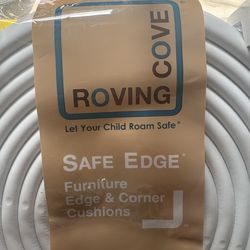 ROVING
COVE
Let Your Child Roam Safe®
SAFE EDGE®
Furniture
Edge & Corner
Cushions